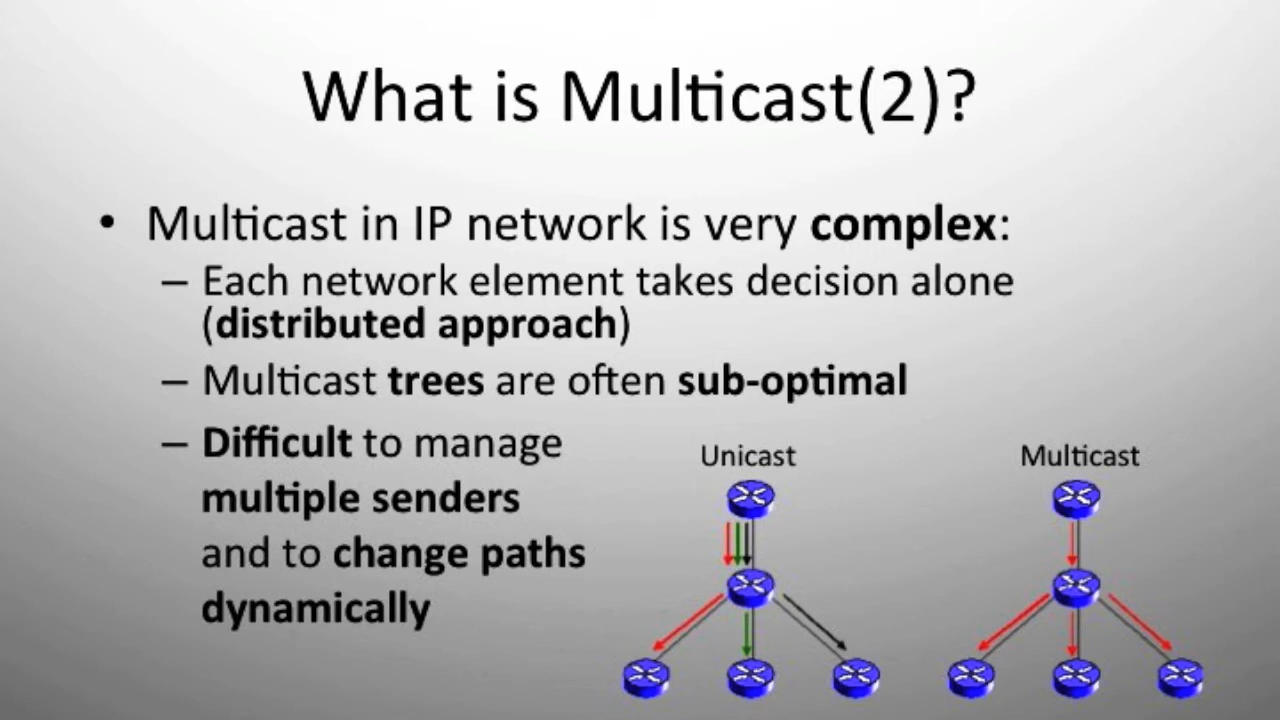 What is Multicast(2)?
• Multicast in IP network is very complex:
– Each network element takes decision alone
(distributed approach)
– Multicast trees are often sub-optimal
– Difficult to manage
multiple senders
and to change paths
dynamically
Unicast
Multicast